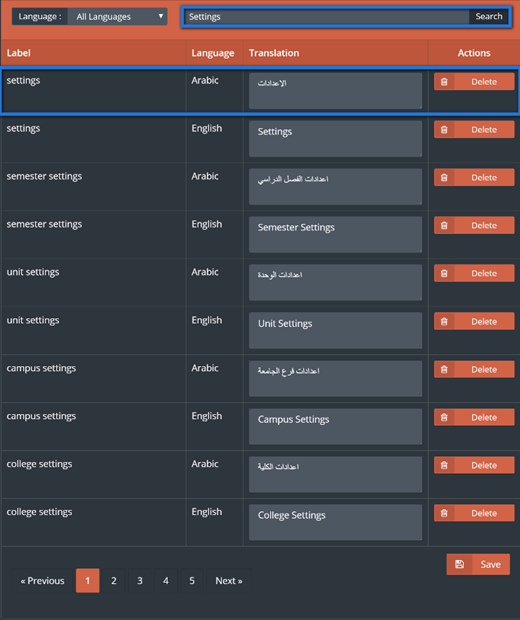 Language : All Languages Settings Search
Label Language Translation Actions
settings Arabic الاعدادات Delete
settings English Settings Delete
semester settings Arabic اعدادات الفصل الدراسي Delete
semester settings English Semester Settings Delete
unit settings Arabic اعدادات الوحدة Delete
unit settings English Unit Settings Delete
campus settings Arabic اعدادات فرع الجامعة Delete
campus settings English Campus Settings Delete
college settings Arabic اعدادات الكلية Delete
college settings English College Settings Delete
Save
« Previous 1 2 3 4 5 Next »